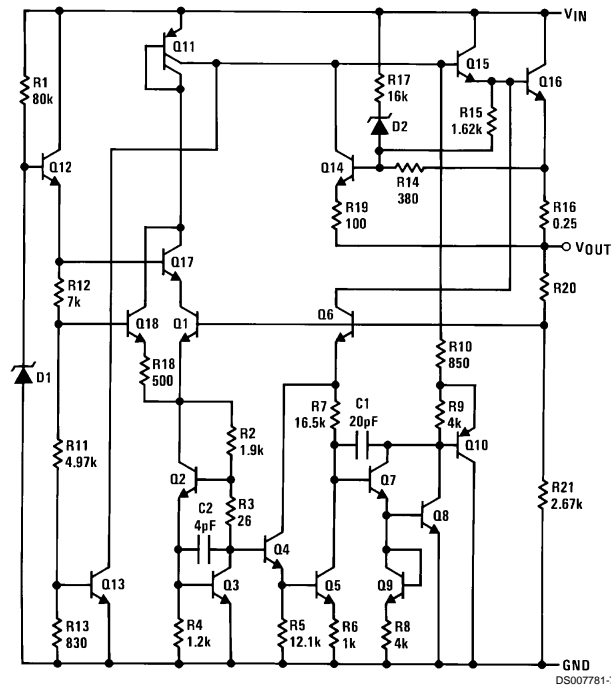 VIN
Q11
Q15
Q16
R1
80k
R17
16k
R15
1.62k
D2
Q12
Q14
R14
380
R19
100
R16
0.25
VOUT
R12
7k
Q17
Q18
Q1
Q6
R20
R18
500
R10
850
D1
R7
16.5k
C1
20pF
R9
4k
Q10
R11
4.97k
R2
1.9k
Q2
Q7
R3
26
Q8
R21
2.67k
C2
4pF
Q4
Q13
Q3
Q5
Q9
R13
830
R4
1.2k
R5
12.1k
R6
1k
R8
4k
GND